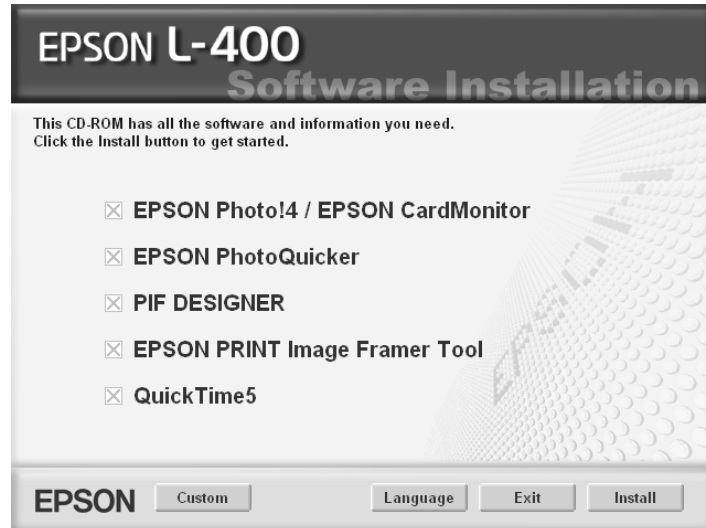 EPSON L-400
Software Installation
This CD-ROM has all the software and information you need.
Click the Install button to get started.
EPSON Photo!4 / EPSON CardMonitor
EPSON PhotoQuicker
PIF DESIGNER
EPSON PRINT Image Framer Tool
QuickTime5
EPSON
EPSON Custom Language Exit Install